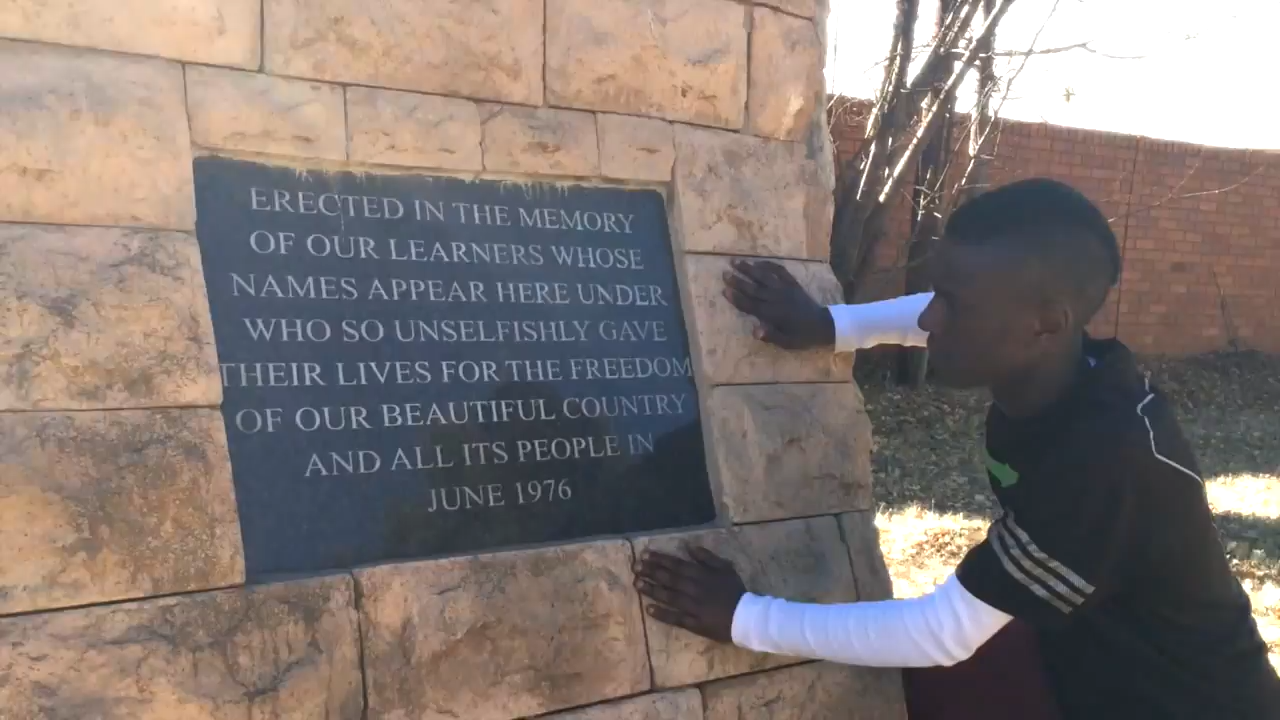 ERECTED IN THE MEMORY
OF OUR LEARNERS WHOSE
NAMES APPEAR HERE UNDER
WHO SO UNSELFISHLY GAVE
THEIR LIVES FOR THE FREEDOM
OF OUR BEAUTIFUL COUNTRY
AND ALL ITS PEOPLE IN
JUNE 1976